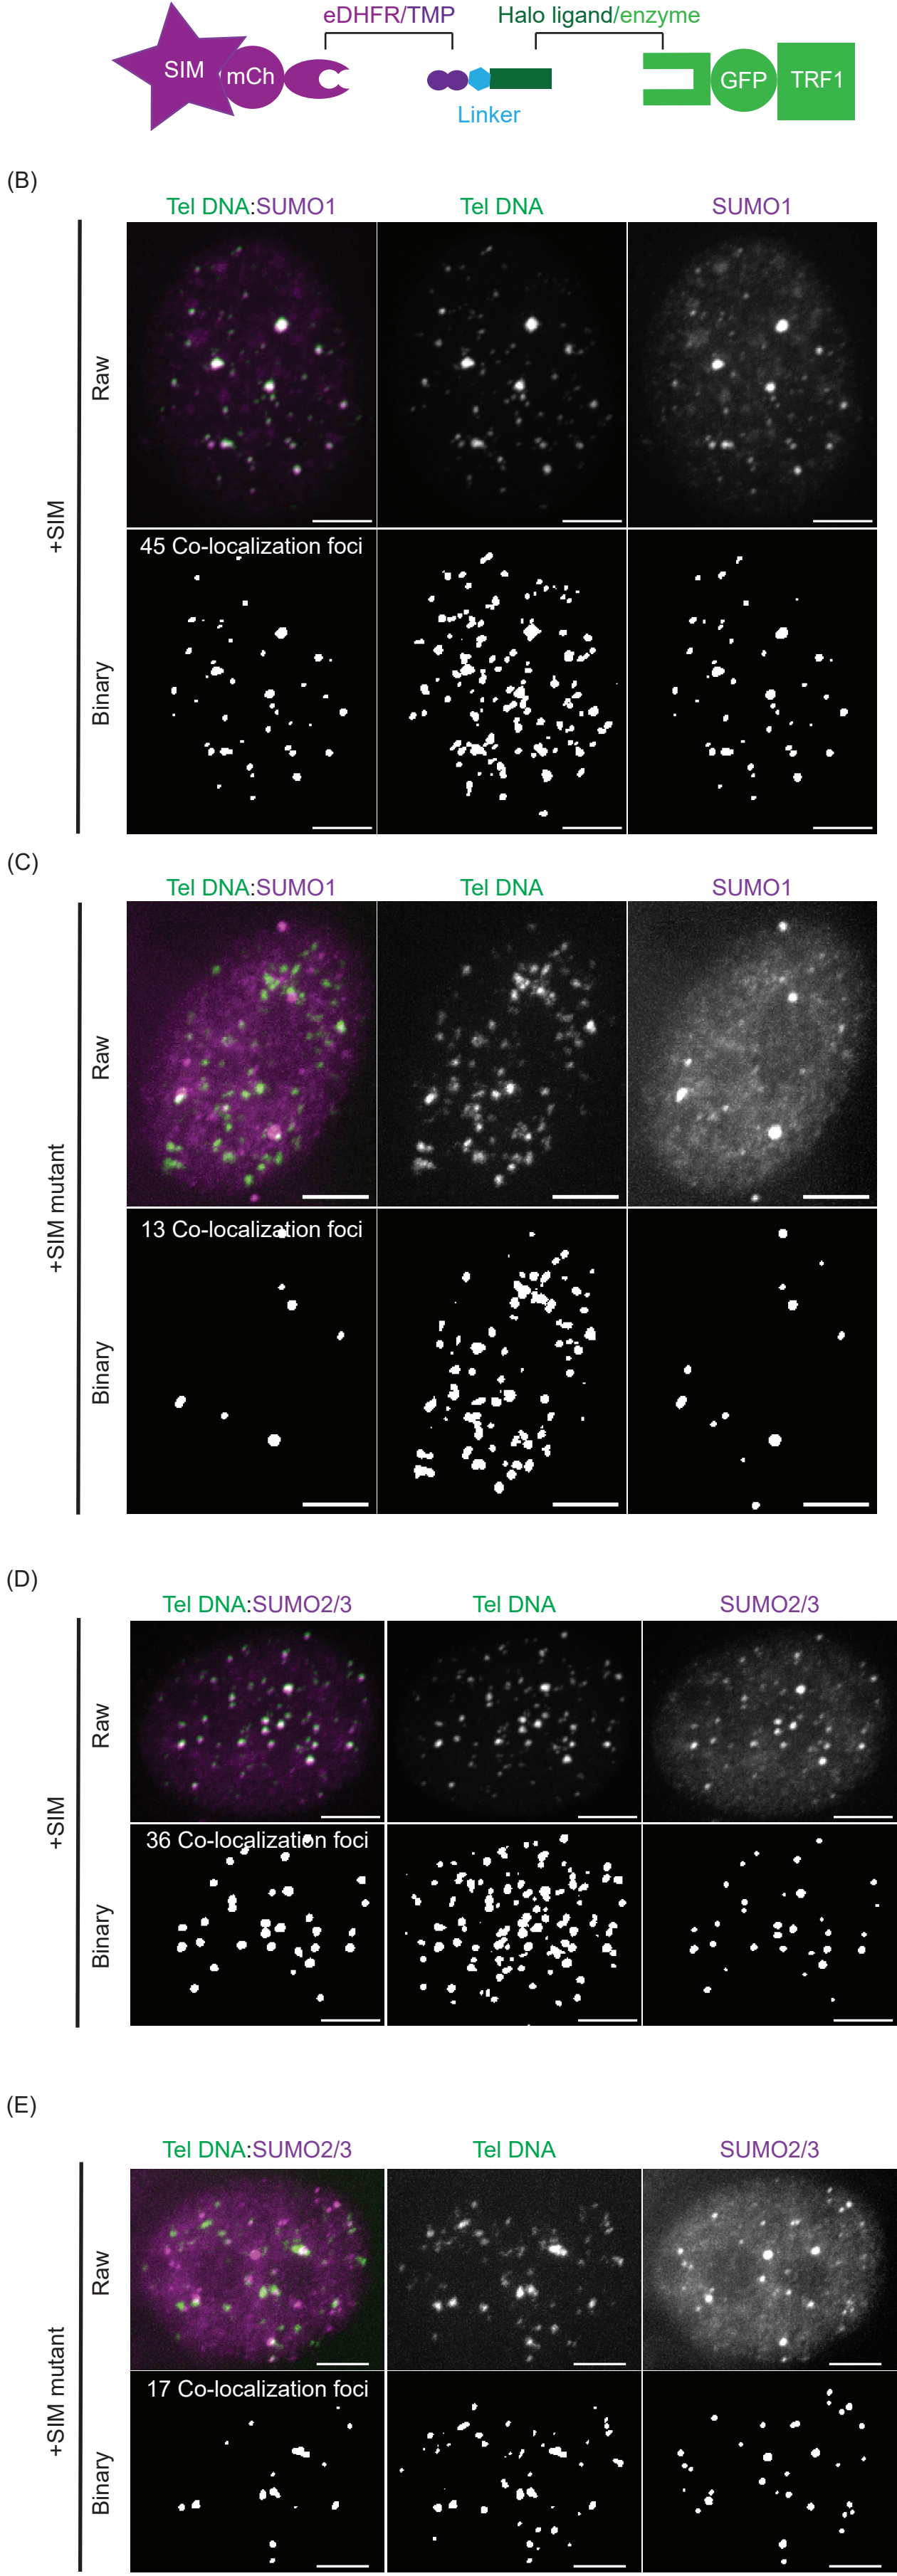 eDHFR/TMP
Halo ligand/enzyme
SIM
mCh
GFP
TRF1
Linker
(B)
Tel DNA:SUMO1
Tel DNA
SUMO1
+SIM
Raw
Binary
45 Co-localization foci
(C)
Tel DNA:SUMO1
Tel DNA
SUMO1
+SIM mutant
Raw
Binary
13 Co-localization foci
(D)
Tel DNA:SUMO2/3
Tel DNA
SUMO2/3
+SIM
Raw
Binary
36 Co-localization foci
(E)
Tel DNA:SUMO2/3
Tel DNA
SUMO2/3
+SIM mutant
Raw
Binary
17 Co-localization foci